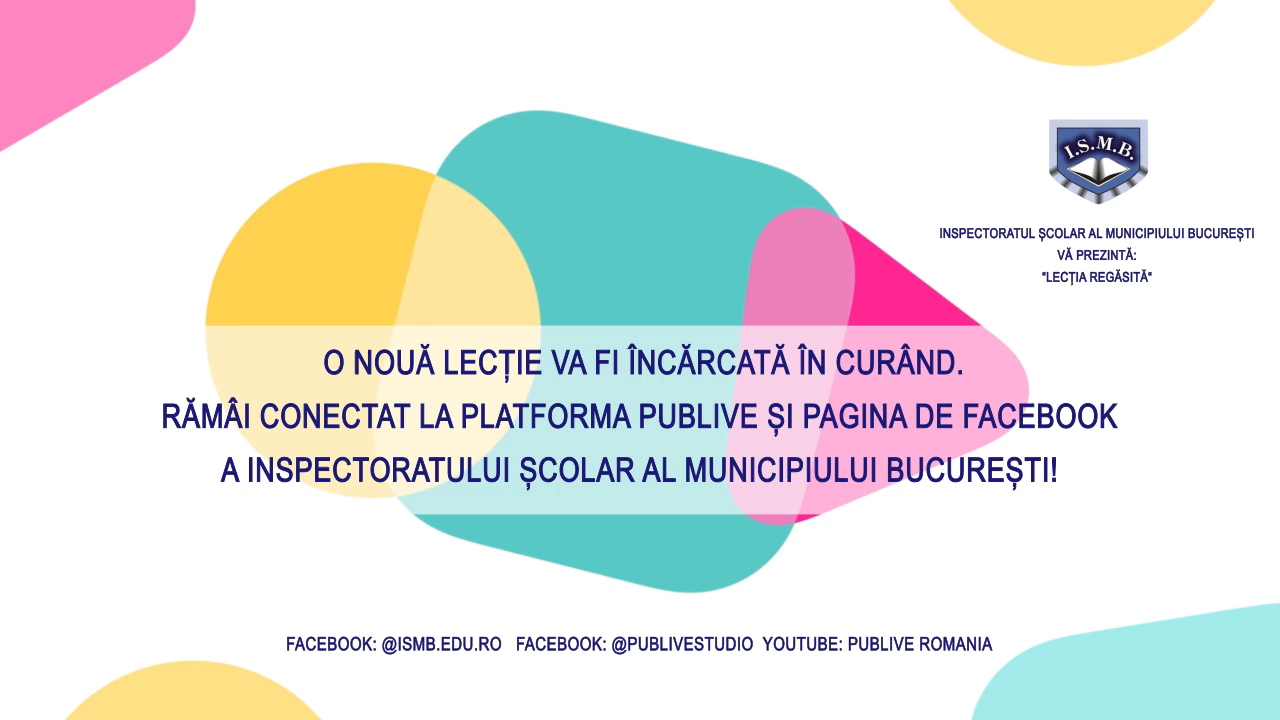 I.S.M.B.
INSPECTORATUL ȘCOLAR AL MUNICIPIULUI BUCUREȘTI
VĂ PREZINTĂ:
"LECȚIA REGĂSITĂ"
O NOUĂ LECȚIE VA FI ÎNCĂRCATĂ ÎN CURÂND.
RĂMÂI CONECTAT LA PLATFORMA PUBLIVE ȘI PAGINA DE FACEBOOK
A INSPECTORATULUI ȘCOLAR AL MUNICIPIULUI BUCUREȘTI!
FACEBOOK: @ISMB.EDU.RO FACEBOOK: @PUBLIVESTUDIO YOUTUBE: PUBLIVE ROMANIA